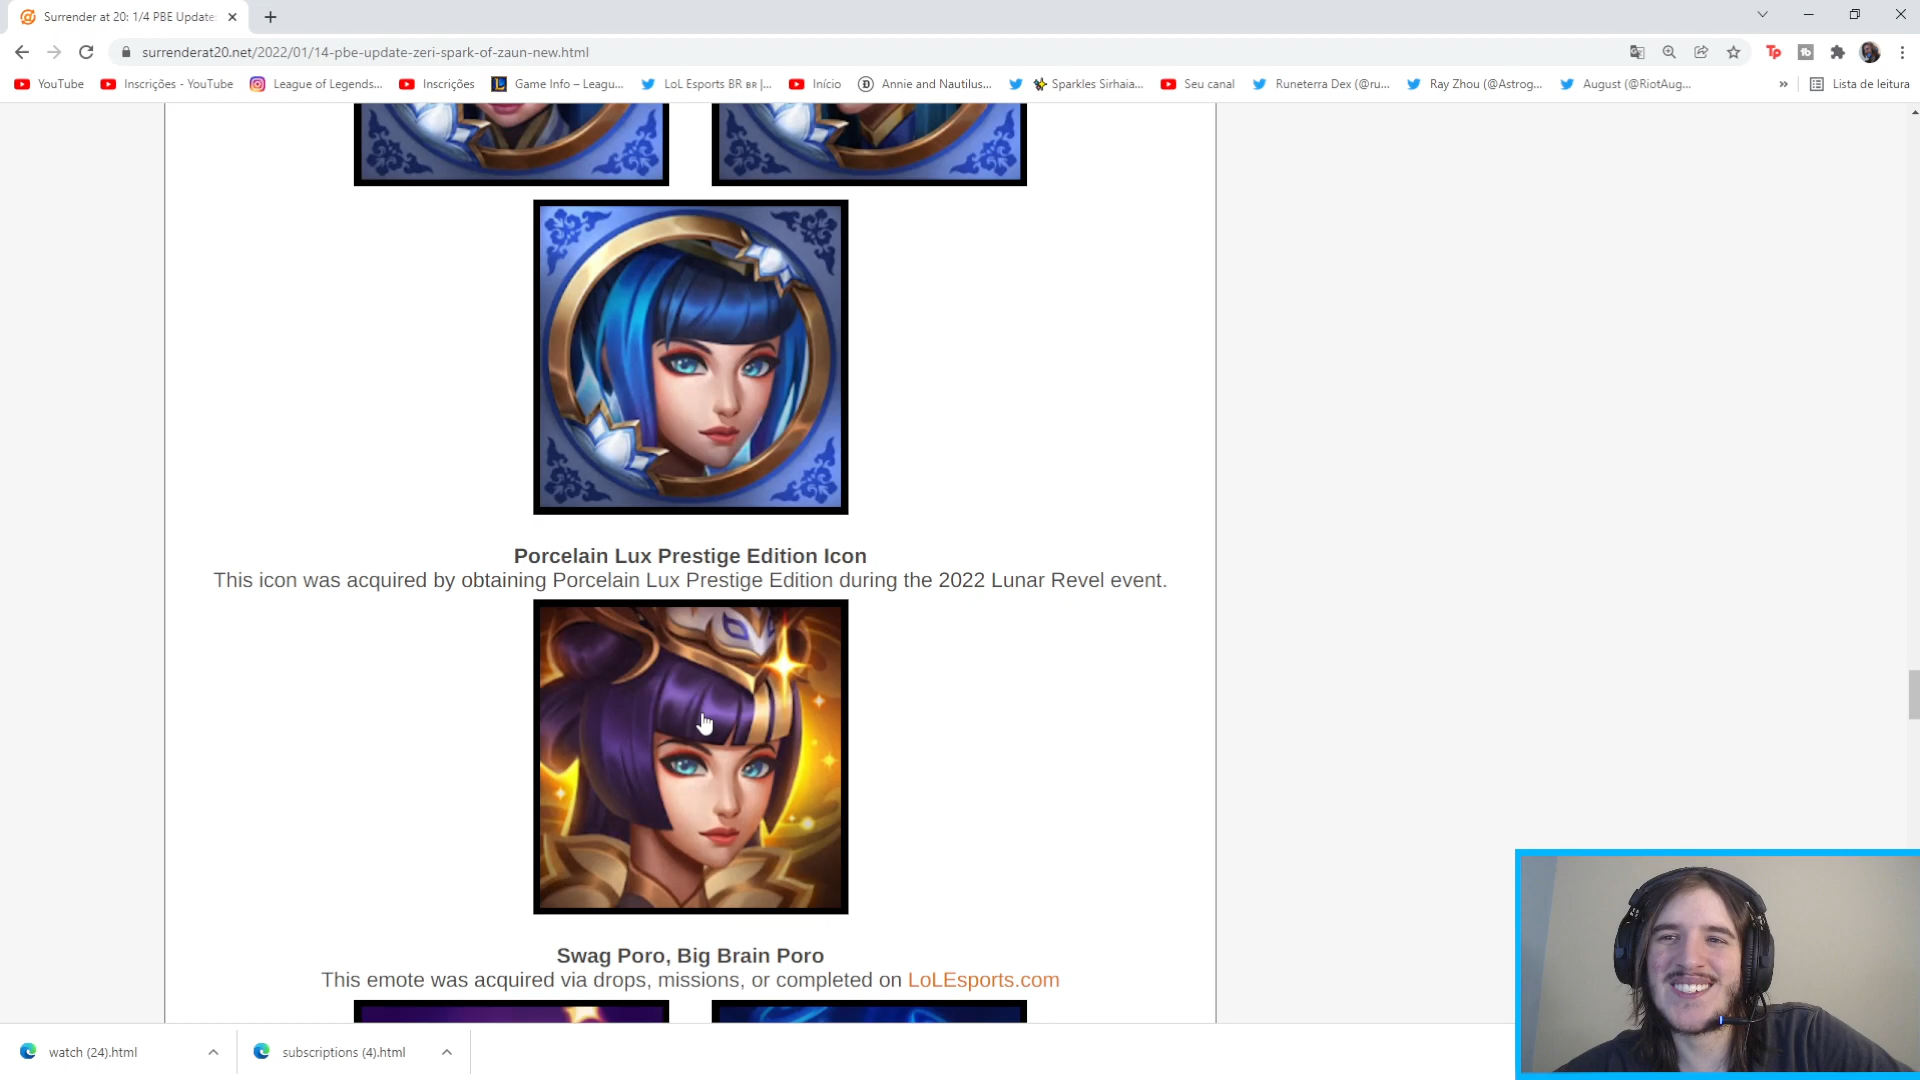 Surrender at 20: 1/4 PBE Update:
surrenderat20.net/2022/01/14-pbe-update-zeri-spark-of-zaun-new.html
YouTube
Inscrições - YouTube
League of Legends...
Inscrições
Game Info – Leagu...
LoL Esports BR BR |...
Início
Annie and Nautilus...
Sparkles Sirhaia...
Seu canal
Runeterra Dex (@ru...
Ray Zhou (@Astrog...
August (@RiotAug...
»
Lista de leitura
Porcelain Lux Prestige Edition Icon
This icon was acquired by obtaining Porcelain Lux Prestige Edition during the 2022 Lunar Revel event.
Swag Poro, Big Brain Poro
This emote was acquired via drops, missions, or completed on LoLEsports.com
watch (24).html
subscriptions (4).html